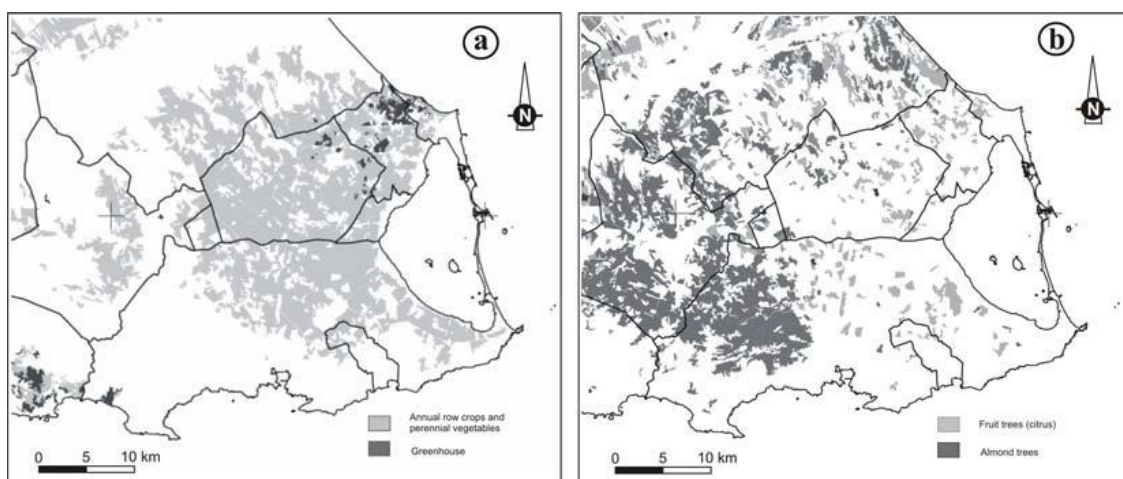 a
N
Annual row crops and
perennial vegetables
Greenhouse
0 5 10 km
b
N
Fruit trees (citrus)
Almond trees
0 5 10 km